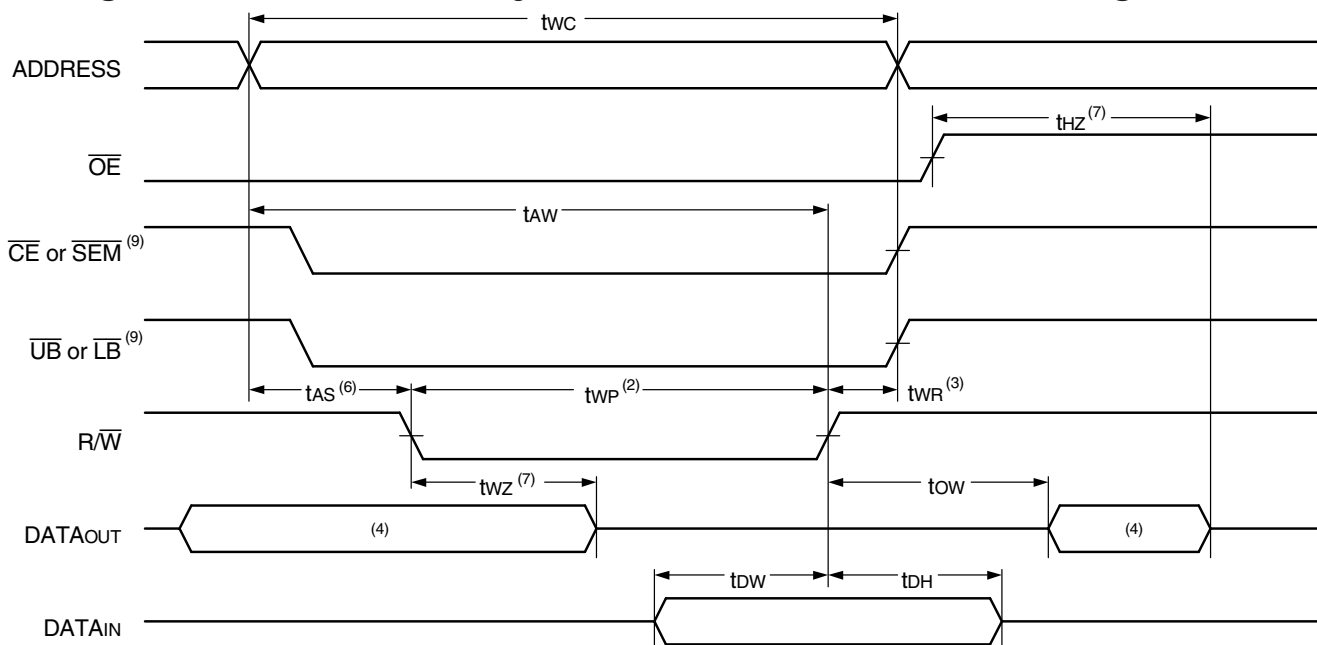 tWC
ADDRESS
tHZ (7)
OE
tAW
CE or SEM (9)
UB or LB (9)
tAS (6)
tWP (2)
tWR (3)
R/W
tWZ (7)
tOW
DATAOUT
(4)
(4)
tDW
tDH
DATAIN